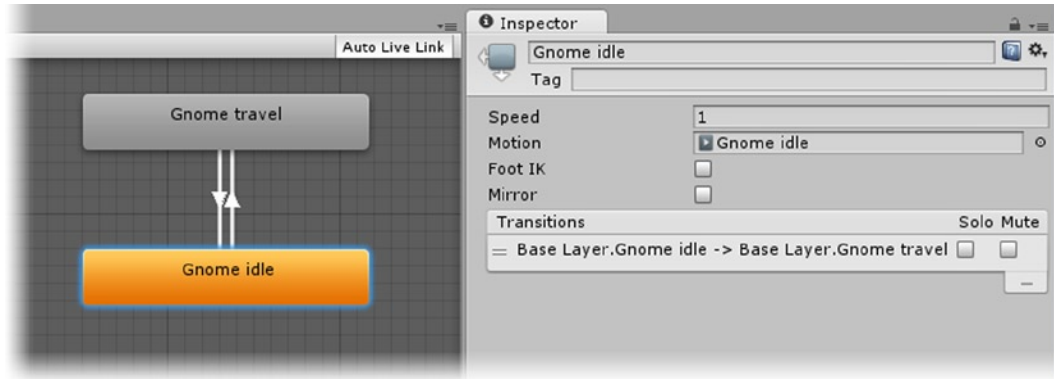 Auto Live Link
Gnome travel
Gnome idle
Inspector
Gnome idle
Tag
Speed 1
Motion Gnome idle
Foot IK
Mirror
Transitions Solo Mute
Base Layer.Gnome idle -> Base Layer.Gnome travel